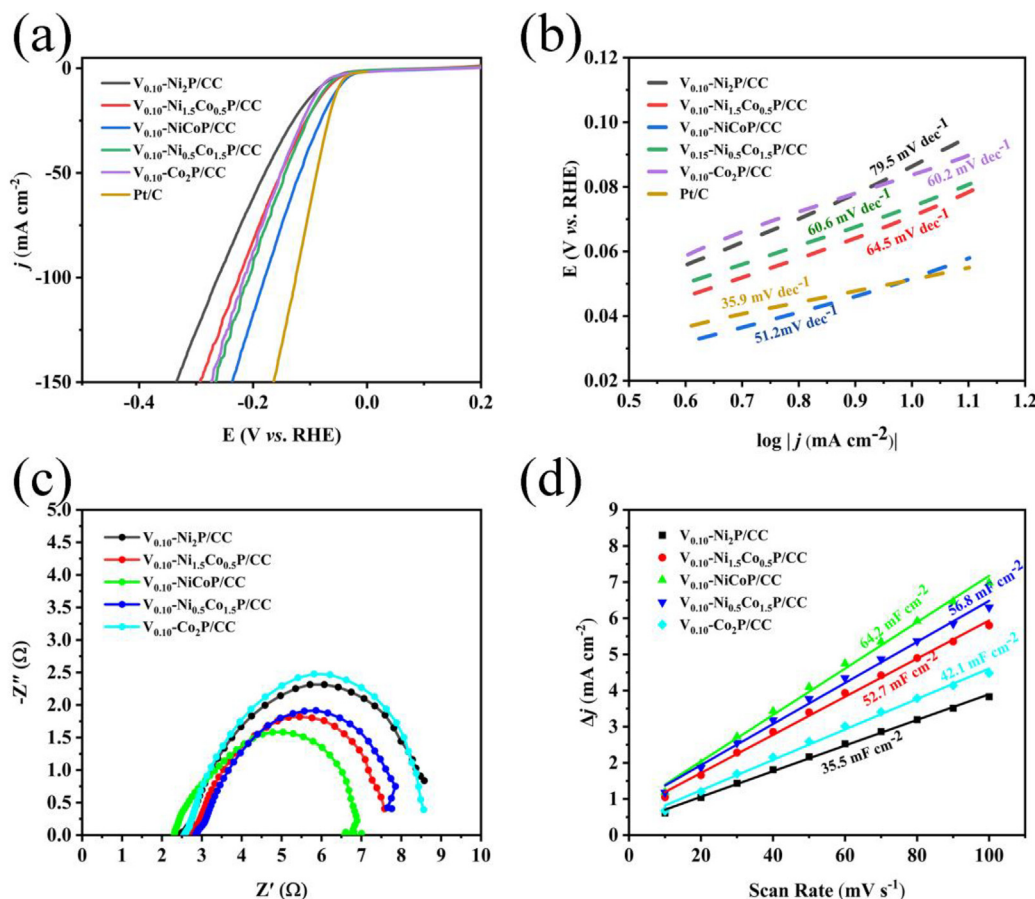 (a)
V0.10-Ni2P/CC
V0.10-Ni1.5Co0.5P/CC
V0.10-NiCoP/CC
V0.10-Ni0.5Co1.5P/CC
V0.10-Co2P/CC
Pt/C
0
-50
-100
-150
j (mA cm-2)
-0.4
-0.2
0.0
0.2
E (V vs. RHE)
(b)
V0.10-Ni2P/CC
V0.10-Ni1.5Co0.5P/CC
V0.10-NiCoP/CC
V0.15-Ni0.5Co1.5P/CC
V0.10-Co2P/CC
Pt/C
79.5 mV dec-1
60.2 mV dec-1
60.6 mV dec-1
64.5 mV dec-1
35.9 mV dec-1
51.2mV dec-1
0.12
0.10
0.08
0.06
0.04
0.02
E (V vs. RHE)
0.5
0.6
0.7
0.8
0.9
1.0
1.1
1.2
log | j (mA cm-2)|
(c)
V0.10-Ni2P/CC
V0.10-Ni1.5Co0.5P/CC
V0.10-NiCoP/CC
V0.10-Ni0.5Co1.5P/CC
V0.10-Co2P/CC
5.0
4.5
4.0
3.5
3.0
2.5
2.0
1.5
1.0
0.5
0.0
-Z″ (Ω)
0
1
2
3
4
5
6
7
8
9
10
Z′ (Ω)
(d)
V0.10-Ni2P/CC
V0.10-Ni1.5Co0.5P/CC
V0.10-NiCoP/CC
V0.10-Ni0.5Co1.5P/CC
V0.10-Co2P/CC
64.2 mF cm-2
56.8 mF cm-2
52.7 mF cm-2
42.1 mF cm-2
35.5 mF cm-2
9
8
7
6
5
4
3
2
1
0
Δj (mA cm-2)
0
20
40
60
80
100
Scan Rate (mV s-1)